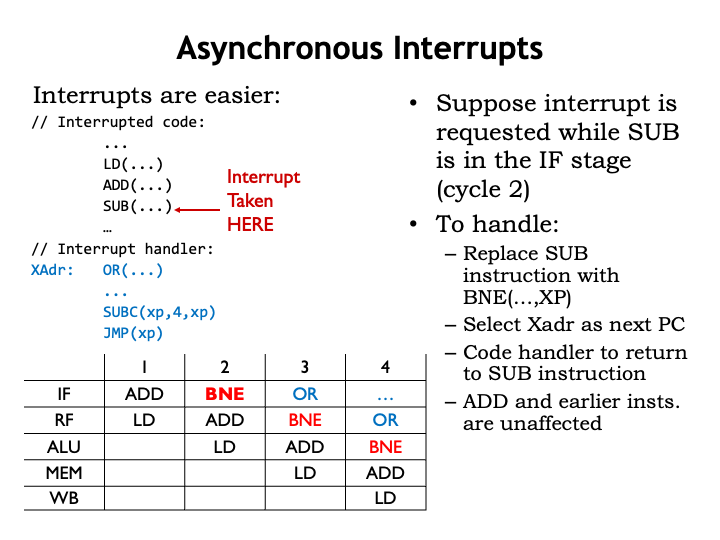 Asynchronous Interrupts
Interrupts are easier:
// Interrupted code:
...
LD(...)
ADD(...)
SUB(...)
…
Interrupt
Taken
HERE
// Interrupt handler:
XAdr: OR(...)
...
SUBC(xp,4,xp)
JMP(xp)
1 2 3 4
IF ADD BNE OR …
RF LD ADD BNE OR
ALU LD ADD BNE
MEM LD ADD
WB LD
• Suppose interrupt is
requested while SUB
is in the IF stage
(cycle 2)
• To handle:
– Replace SUB
instruction with
BNE(…,XP)
– Select Xadr as next PC
– Code handler to return
to SUB instruction
– ADD and earlier insts.
are unaffected